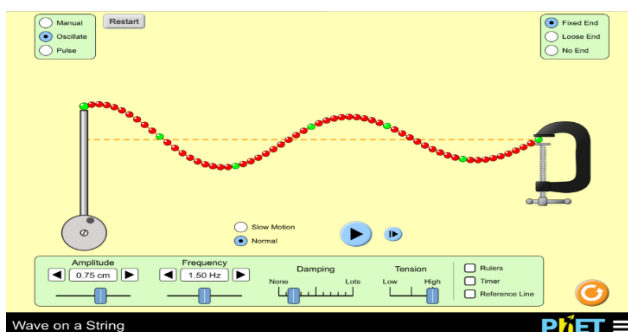 Manual
Oscillate
Pulse
Restart
Fixed End
Loose End
No End
Slow Motion
Normal
Amplitude
0.75 cm
Frequency
1.50 Hz
Damping
None Lots
Tension
Low High
Rulers
Timer
Reference Line
Wave on a String
PhET